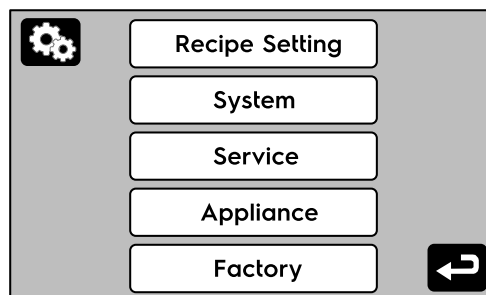 Recipe Setting
System
Service
Appliance
Factory